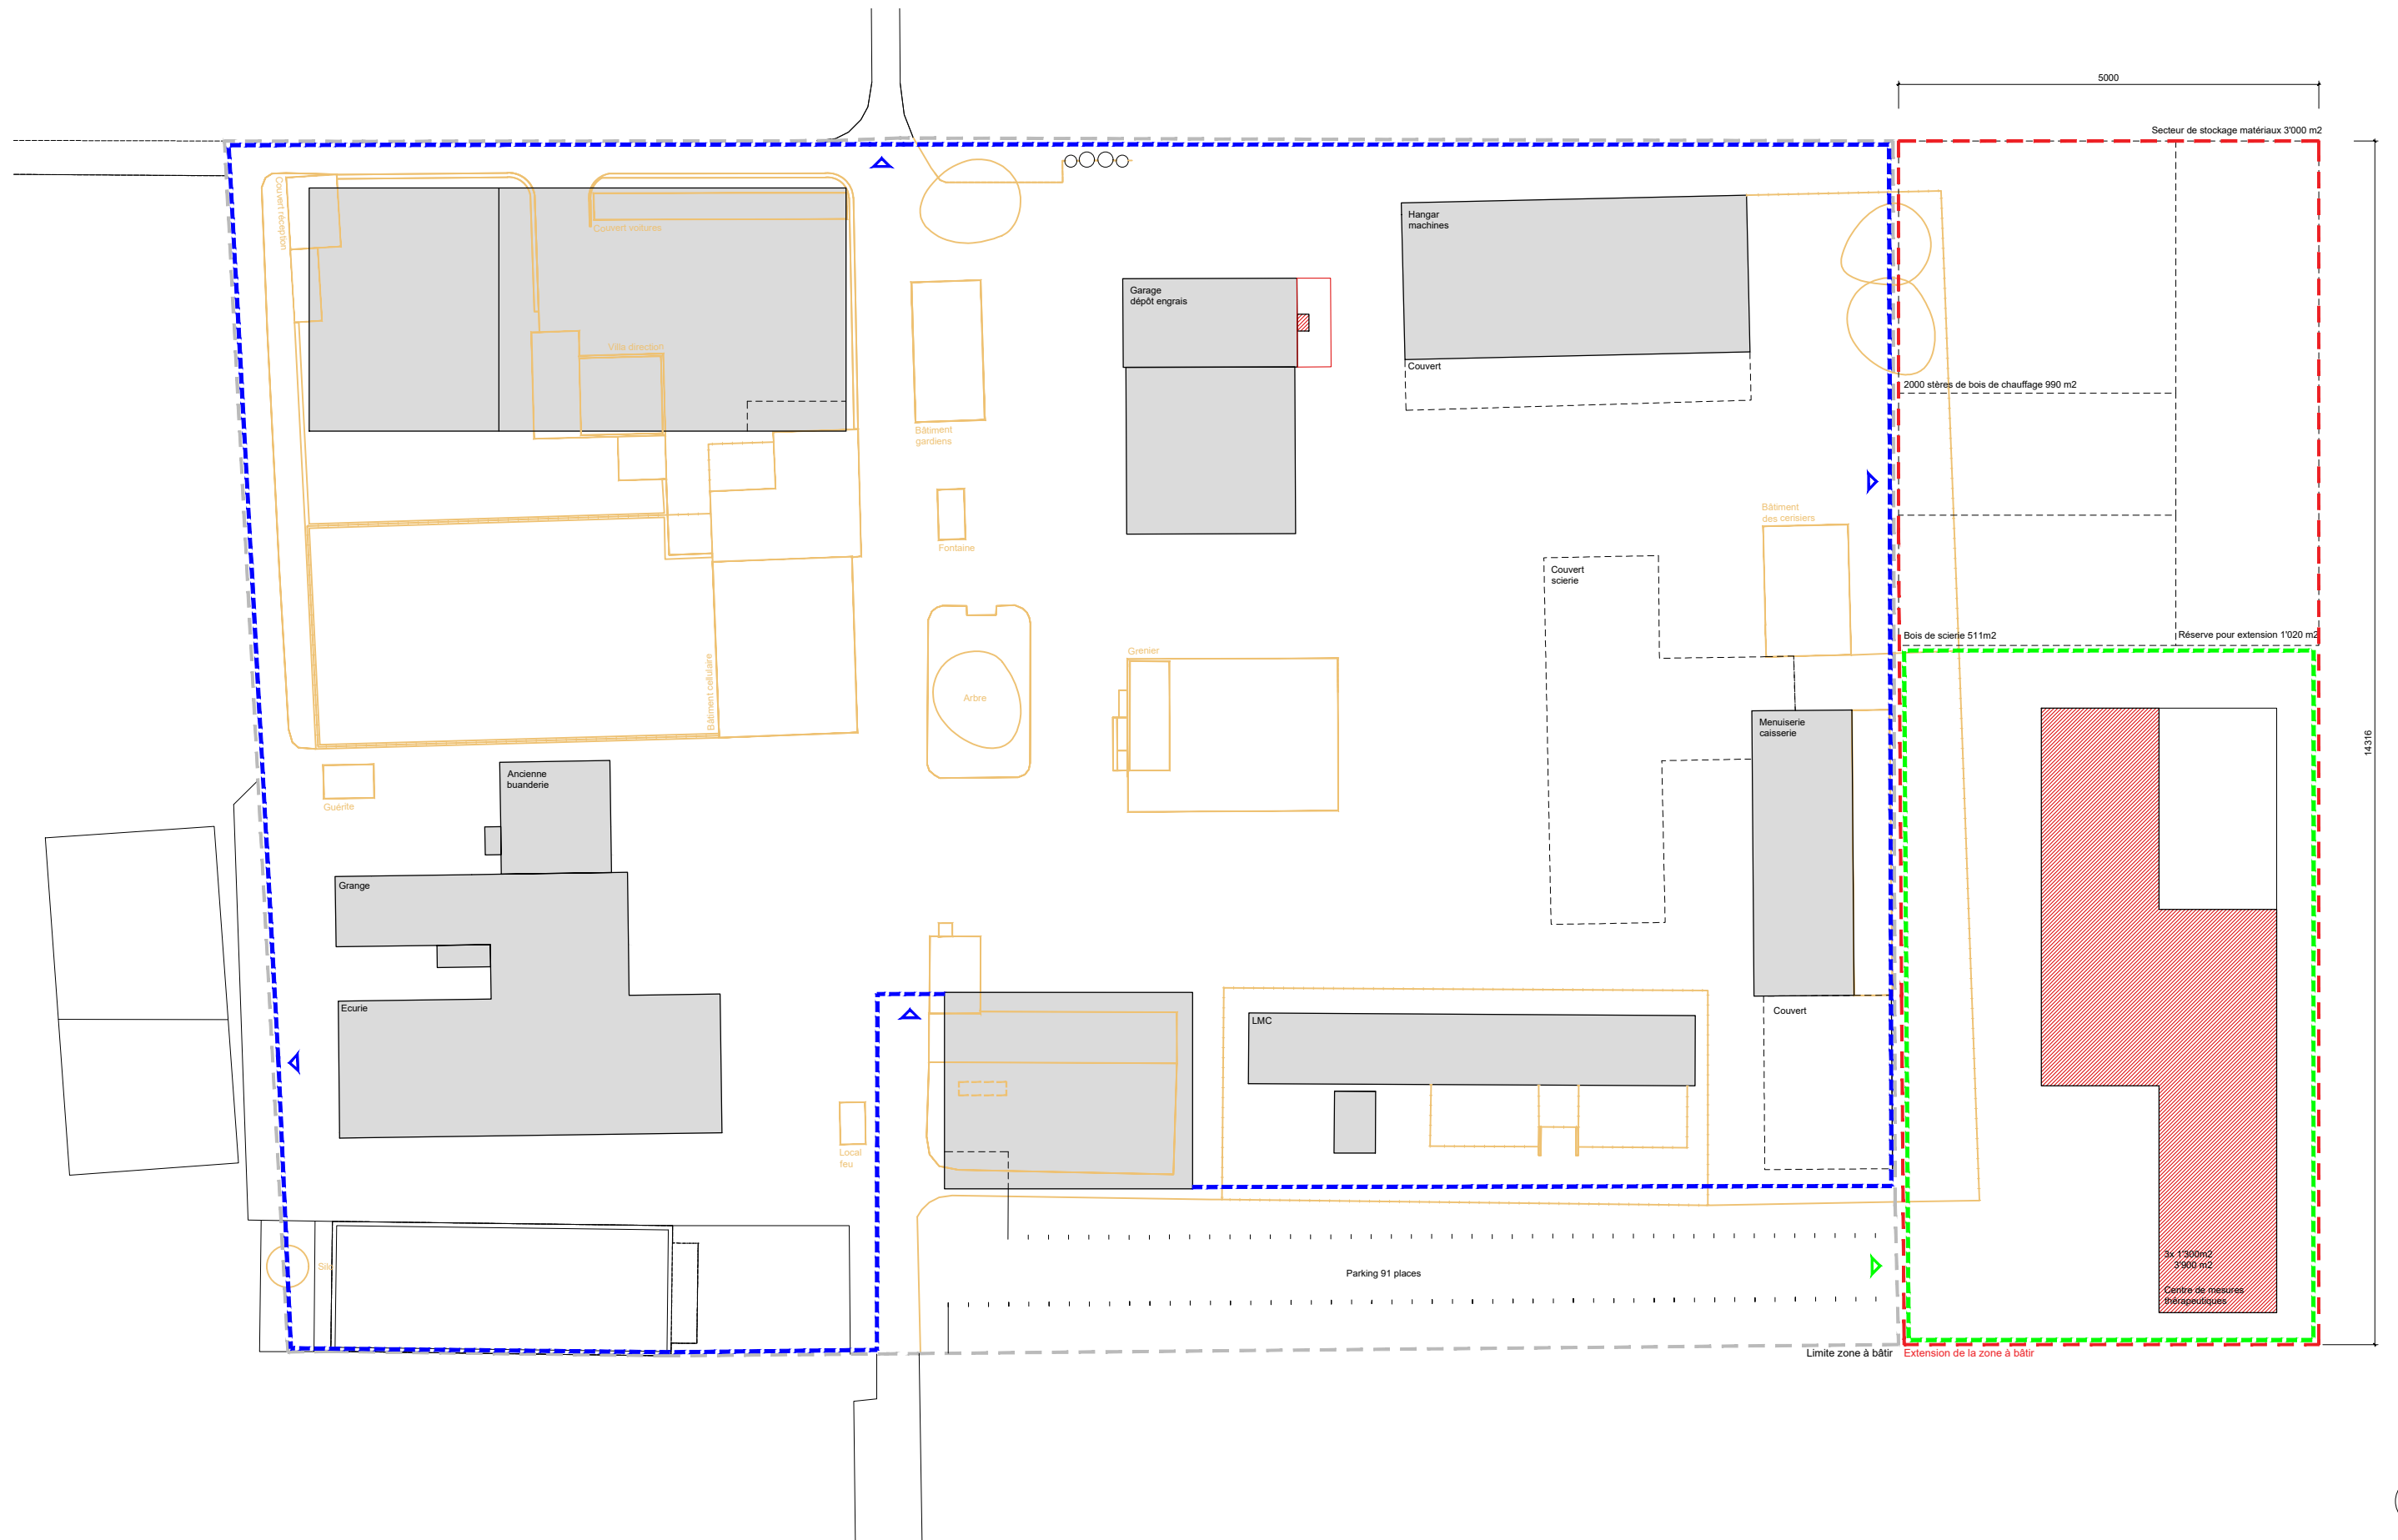 5000
Secteur de stockage matériaux 3'000 m2
Couvert réception
Couvert voitures
Hangar
machines
Garage
dépôt engrais
Villa direction
Couvert
2000 stères de bois de chauffage 990 m2
Bâtiment
gardiens
Bâtiment
des cerisiers
Fontaine
Couvert
scierie
Bois de scierie 511m2
Réserve pour extension 1'020 m2
Grenier
Bâtiment cellulaire
Arbre
Menuiserie
caisserie
14316
Ancienne
buanderie
Guérite
Grange
Ecurie
Couvert
LMC
Local
feu
3x 1'300m2
3'900 m2
Silo
Parking 91 places
Centre de mesures
thérapeutiques
Limite zone à bâtir
Extension de la zone à bâtir